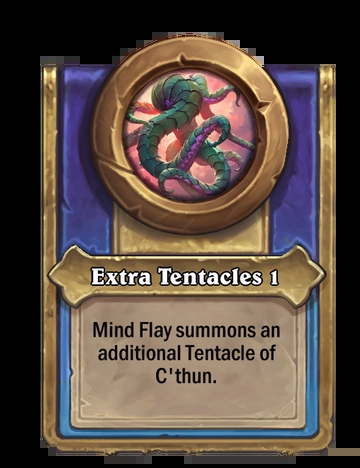 Extra Tentacles 1
Mind Flay summons an
additional Tentacle of
C'thun.